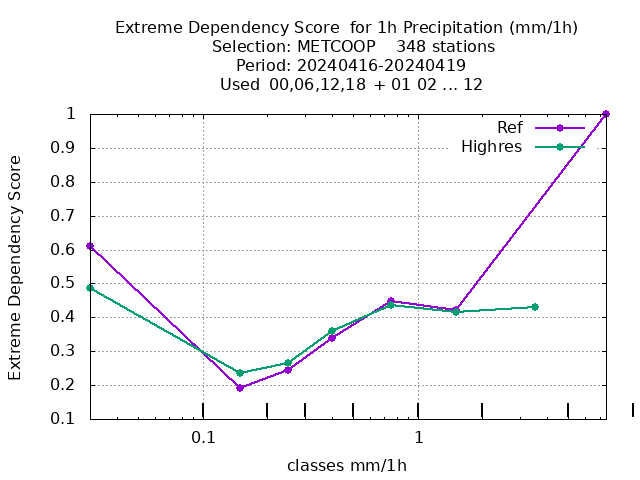 Extreme Dependency Score  for 1h Precipitation (mm/1h)
Selection: METCOOP    348 stations
Period: 20240416-20240419
Used  00,06,12,18  + 01 02 ... 12
Extreme Dependency Score
1
0.9
0.8
0.7
0.6
0.5
0.4
0.3
0.2
0.1
Ref
Highres
0.1
1
classes mm/1h